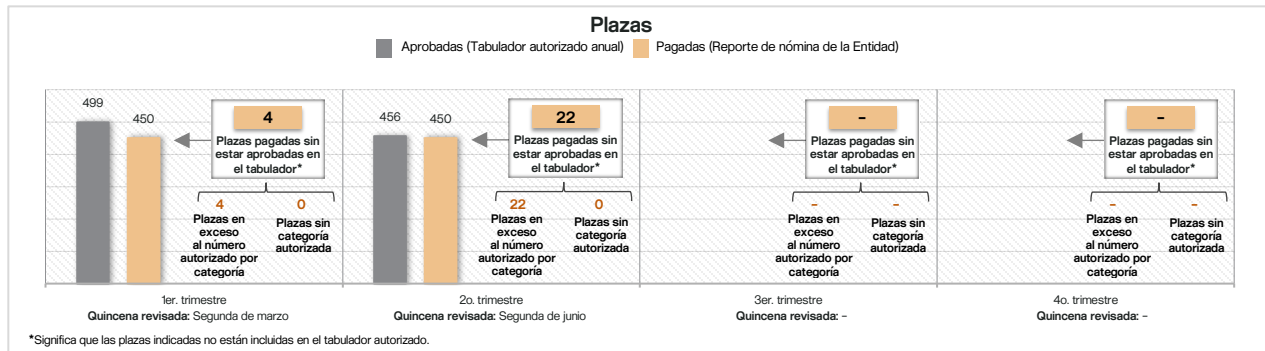 Plazas
Aprobadas (Tabulador autorizado anual) Pagadas (Reporte de nómina de la Entidad)
499
450
4
Plazas pagadas sin
estar aprobadas en
el tabulador*
4
Plazas en
exceso
al número
autorizado por
categoría
0
Plazas sin
categoría
autorizada
1er. trimestre
Quincena revisada: Segunda de marzo
456
450
22
Plazas pagadas sin
estar aprobadas en
el tabulador*
22
Plazas en
exceso
al número
autorizado por
categoría
0
Plazas sin
categoría
autorizada
2o. trimestre
Quincena revisada: Segunda de junio
–
Plazas pagadas sin
estar aprobadas en
el tabulador*
–
Plazas en
exceso
al número
autorizado por
categoría
–
Plazas sin
categoría
autorizada
3er. trimestre
Quincena revisada: –
–
Plazas pagadas sin
estar aprobadas en
el tabulador*
–
Plazas en
exceso
al número
autorizado por
categoría
–
Plazas sin
categoría
autorizada
4o. trimestre
Quincena revisada: –
*Significa que las plazas indicadas no están incluidas en el tabulador autorizado.